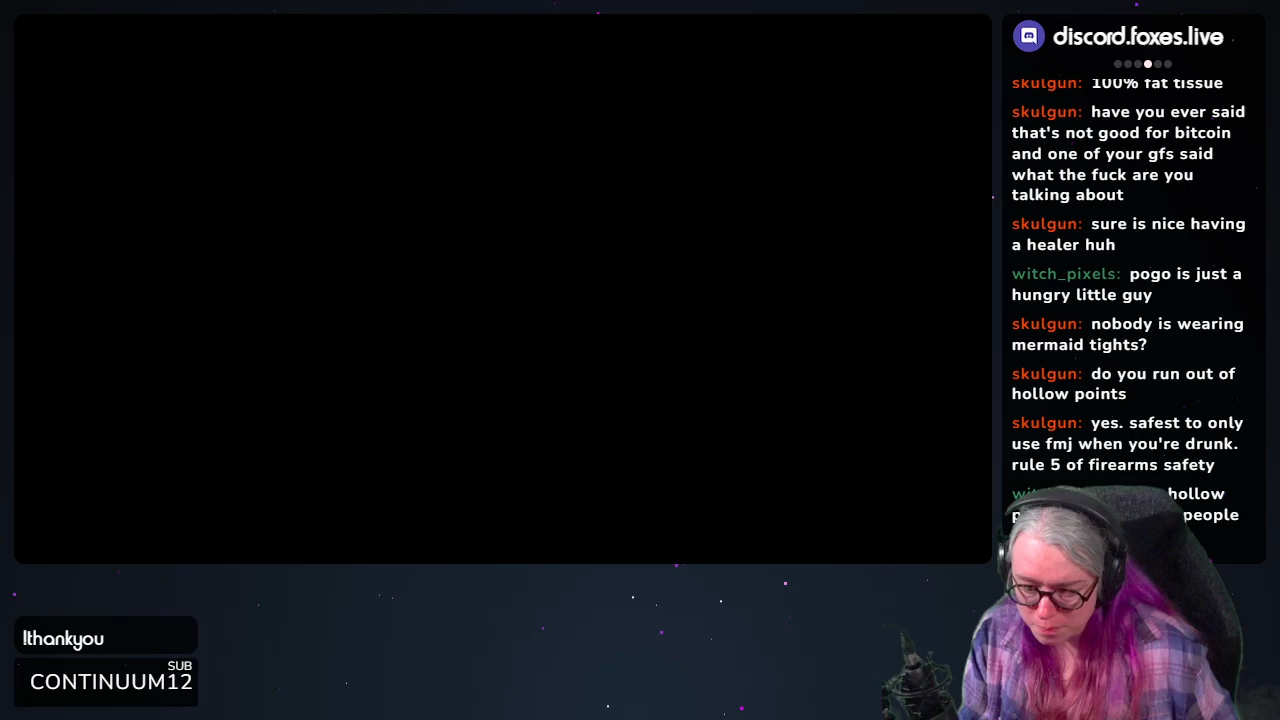 discord.foxes.live
skulgun: 100% fat tissue
skulgun: have you ever said
that's not good for bitcoin
and one of your gfs said
what the fuck are you
talking about
skulgun: sure is nice having
a healer huh
witch_pixels: pogo is just a
hungry little guy
skulgun: nobody is wearing
mermaid tights?
skulgun: do you run out of
hollow points
skulgun: yes. safest to only
use fmj when you're drunk.
rule 5 of firearms safety
hollow
people
!thankyou
SUB
CONTINUUM12